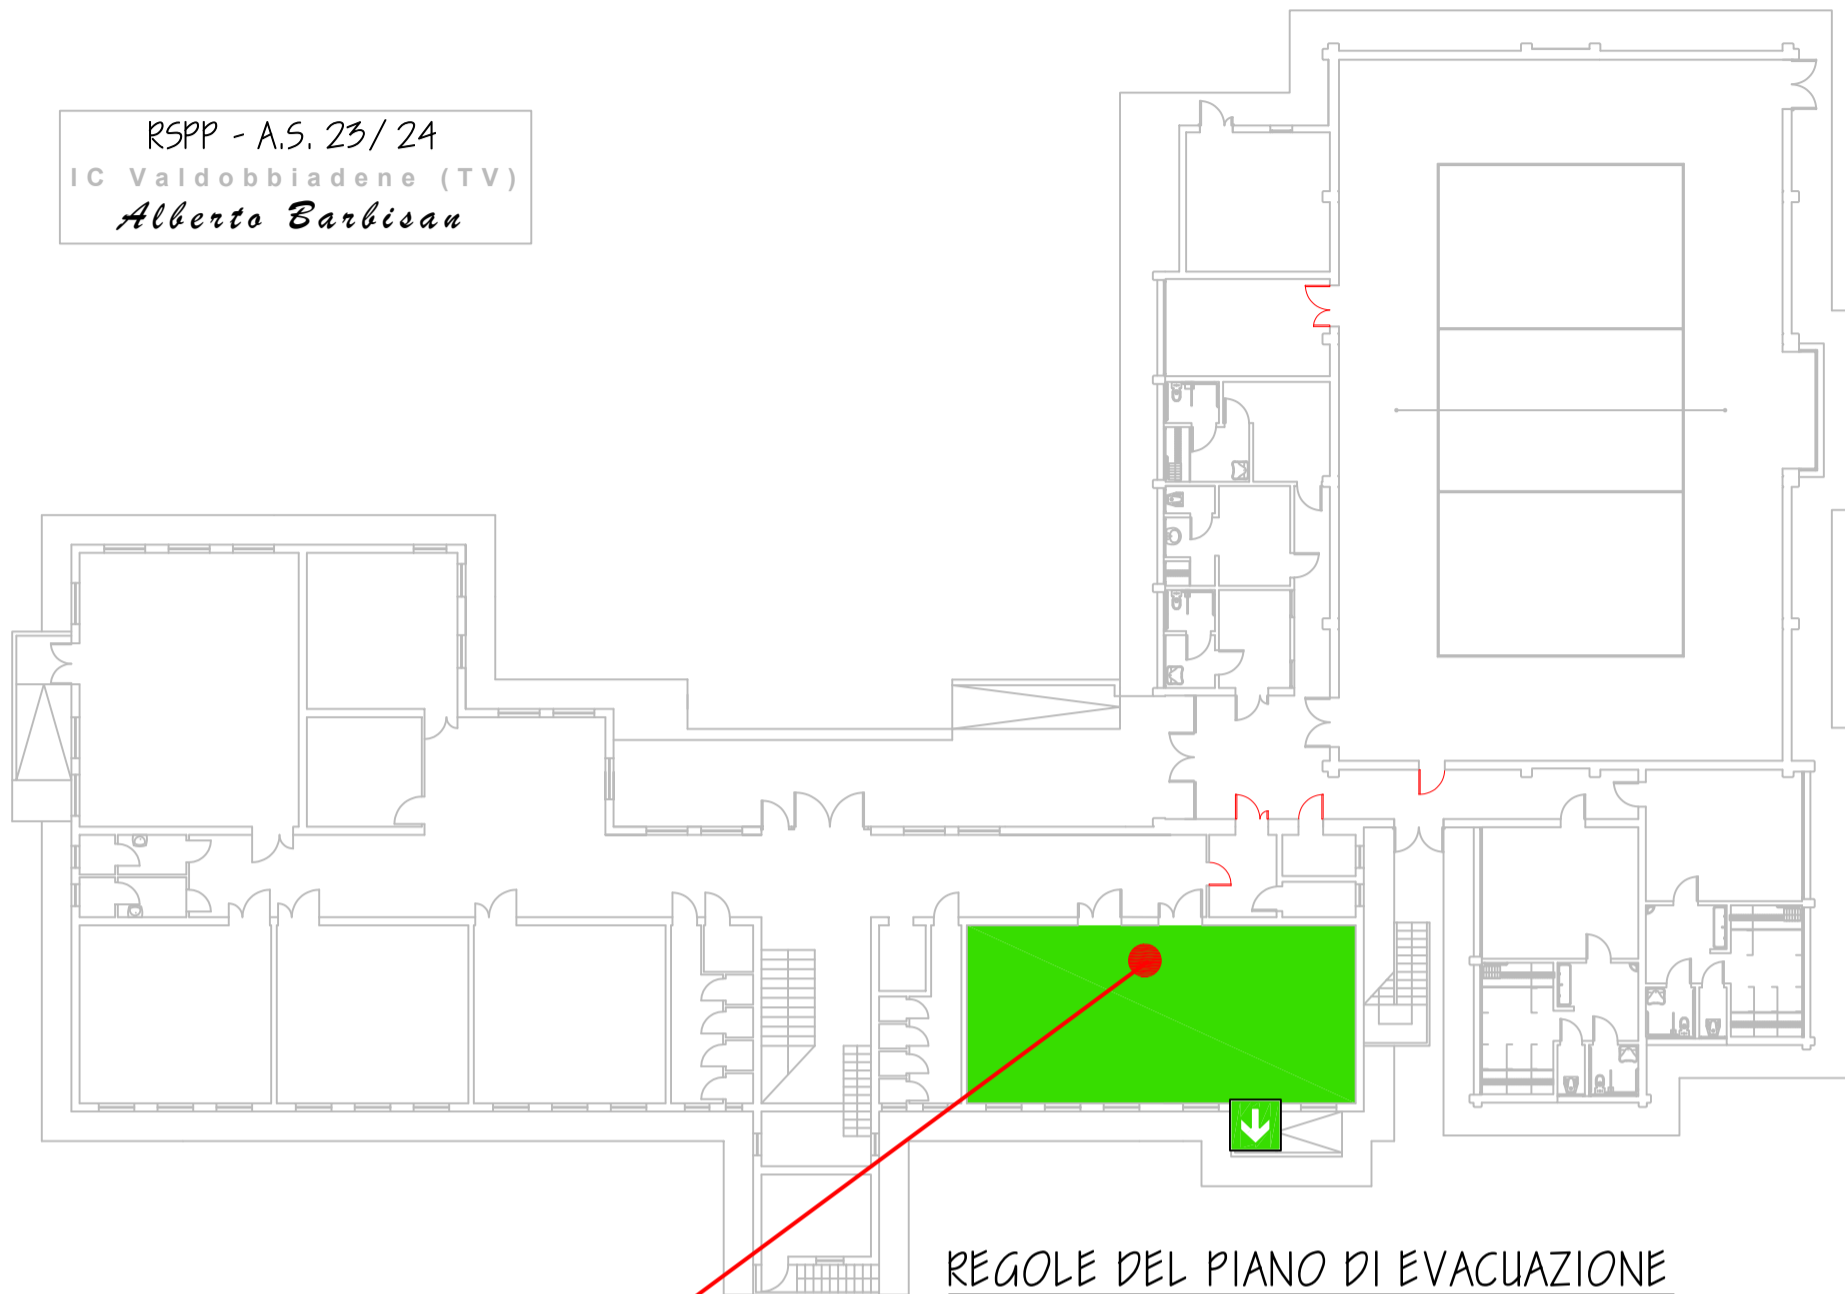 RSPP - A.S. 23/24
IC Valdobbiadene (TV)
Alberto Barbisan
REGOLE DEL PIANO DI EVACUAZIONE